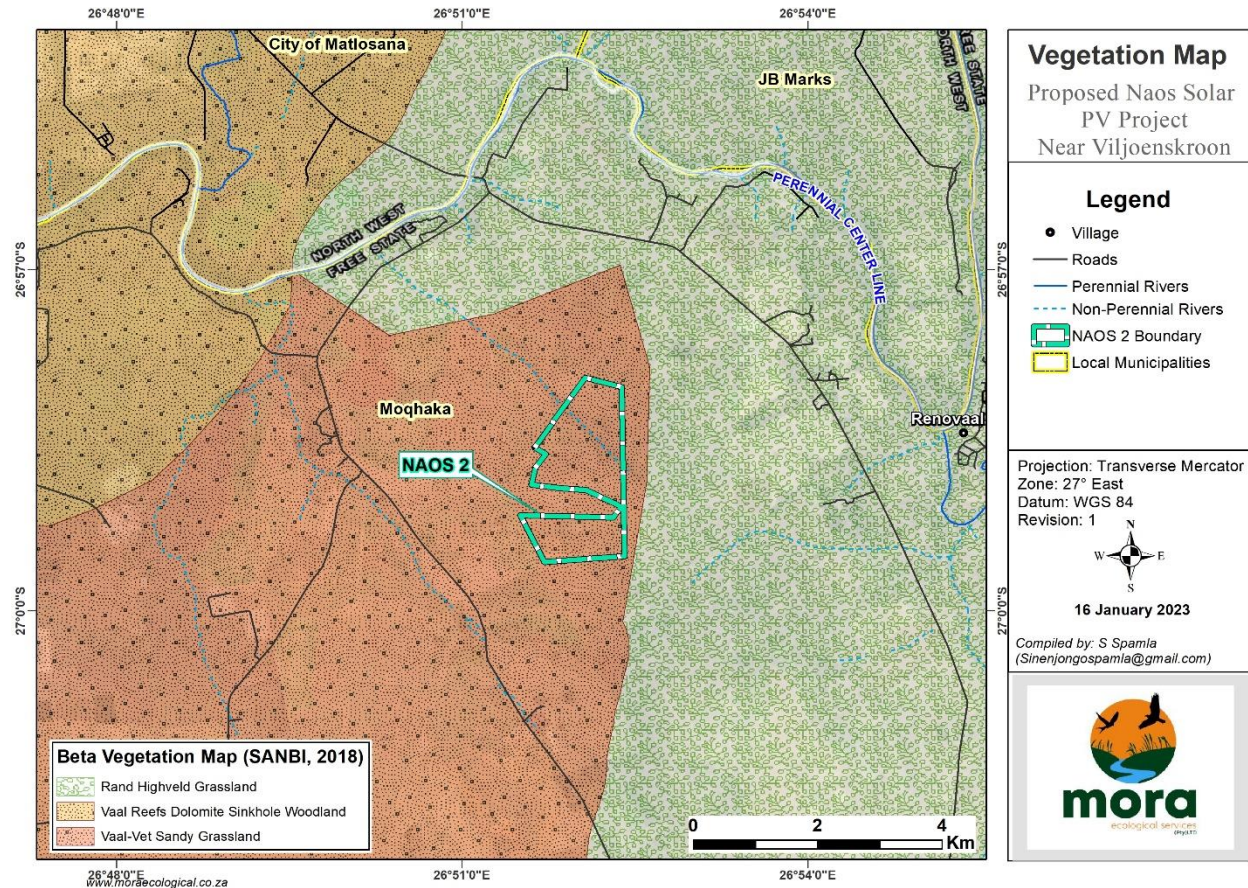 26°48'0"E
26°51'0"E
26°54'0"E
City of Matlosana
JB Marks
FREE STATE
NORTH WEST
PERENNIAL CENTER LINE
NORTH WEST
FREE STATE
26°57'0"S
26°57'0"S
Moqhaka
Renovaal
NAOS 2
27°0'0"S
27°0'0"S
Beta Vegetation Map (SANBI, 2018)
Rand Highveld Grassland
Vaal Reefs Dolomite Sinkhole Woodland
Vaal-Vet Sandy Grassland
0 2 4
Km
26°48'0"E
26°51'0"E
26°54'0"E
www.moraecological.co.za
Vegetation Map
Proposed Naos Solar
PV Project
Near Viljoenskroon
Legend
Village
Roads
Perennial Rivers
Non-Perennial Rivers
NAOS 2 Boundary
Local Municipalities
Projection: Transverse Mercator
Zone: 27° East
Datum: WGS 84
Revision: 1
N
W E
S
16 January 2023
Compiled by: S Spamla
(Sinenjongospamla@gmail.com)
mora
ecological services
(Pty)LTD